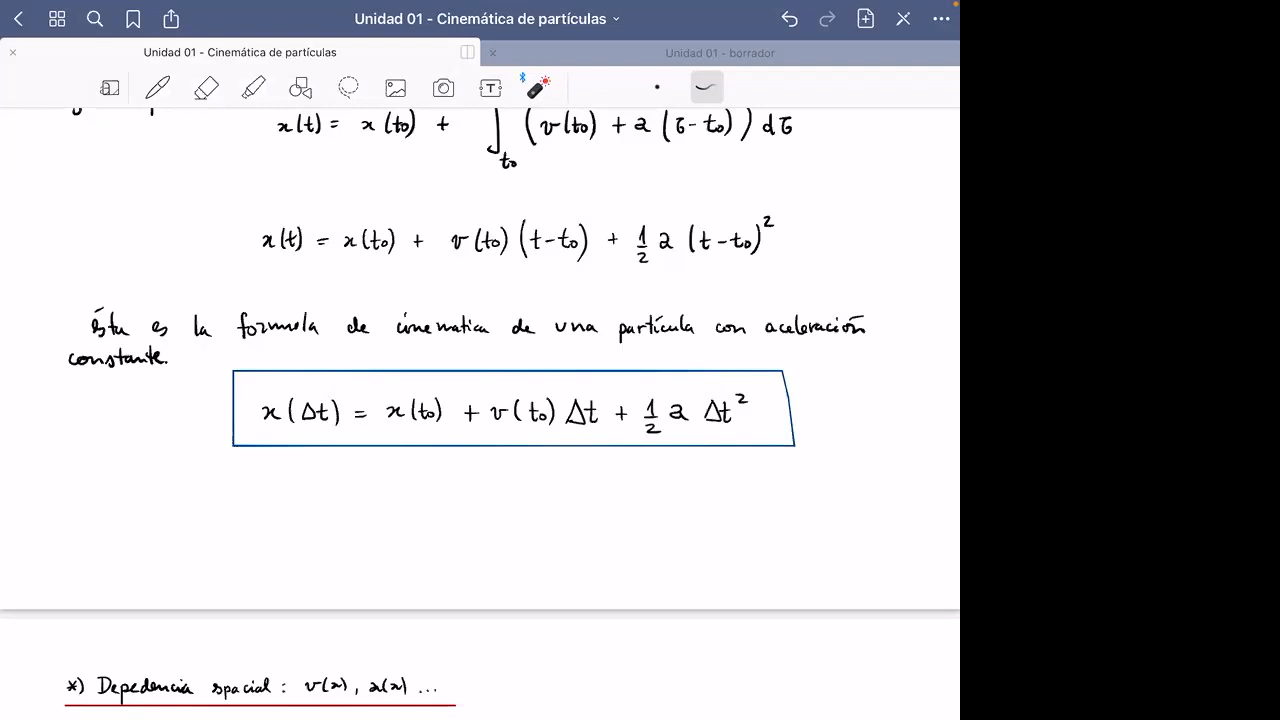 Unidad 01 - Cinemática de partículas
Unidad 01 - Cinemática de partículas
Unidad 01 - borrador
x(t) = x(t₀) + ∫t₀ (v(t₀) + a (τ - t₀)) dτ
x(t) = x(t₀) + v(t₀) (t-t₀) + 1/2 a (t-t₀)²
Ésta es la formula de cinematica de una partícula con aceleración
constante.
x(Δt) = x(t₀) + v(t₀) Δt + 1/2 a Δt²
*) Depedencia spacial : v(x), a(x) ...